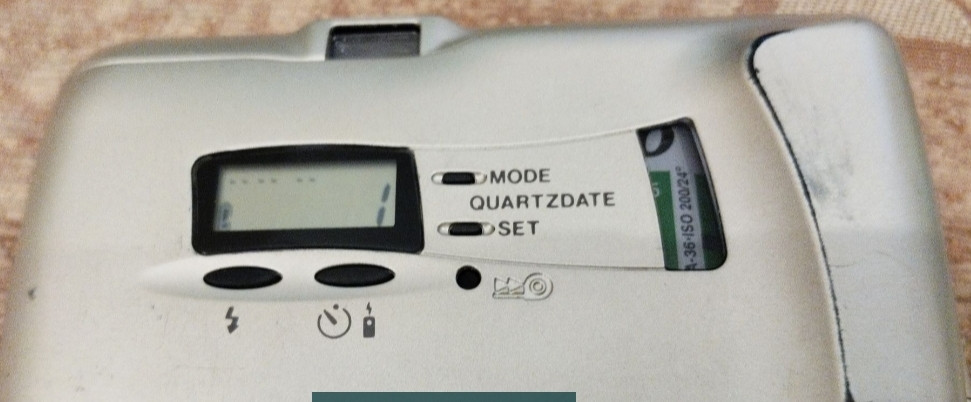 MODE
QUARTZDATE
SET
A-36·ISO 200/24°